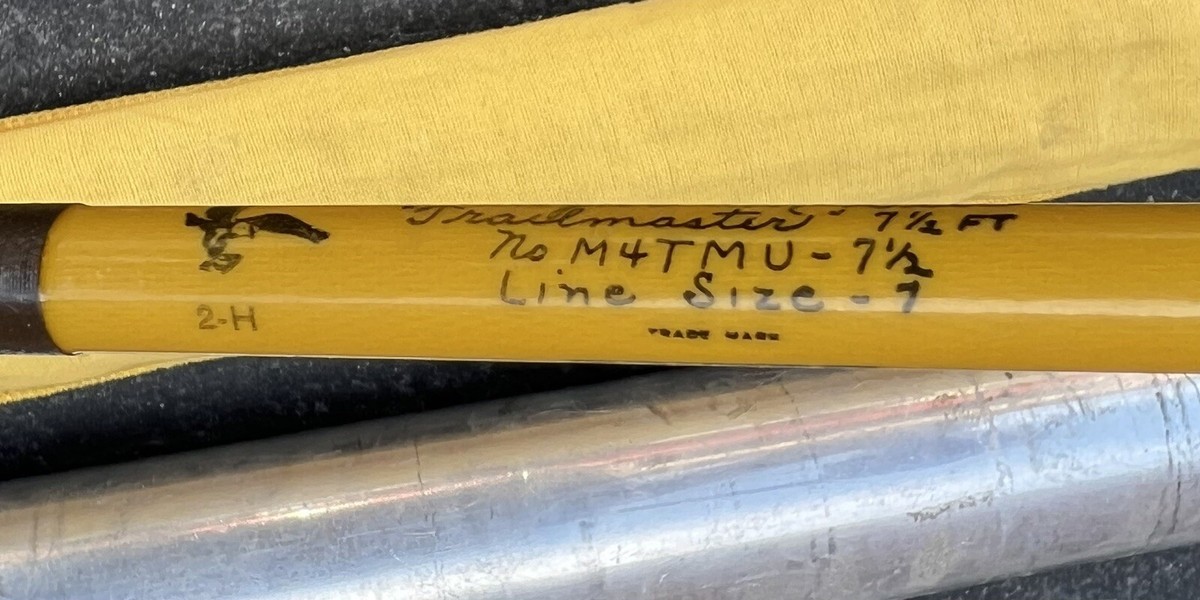 "Trailmaster" 7½ FT
No M4TMU-7½
Line Size-7
TRADE MARK
2-H